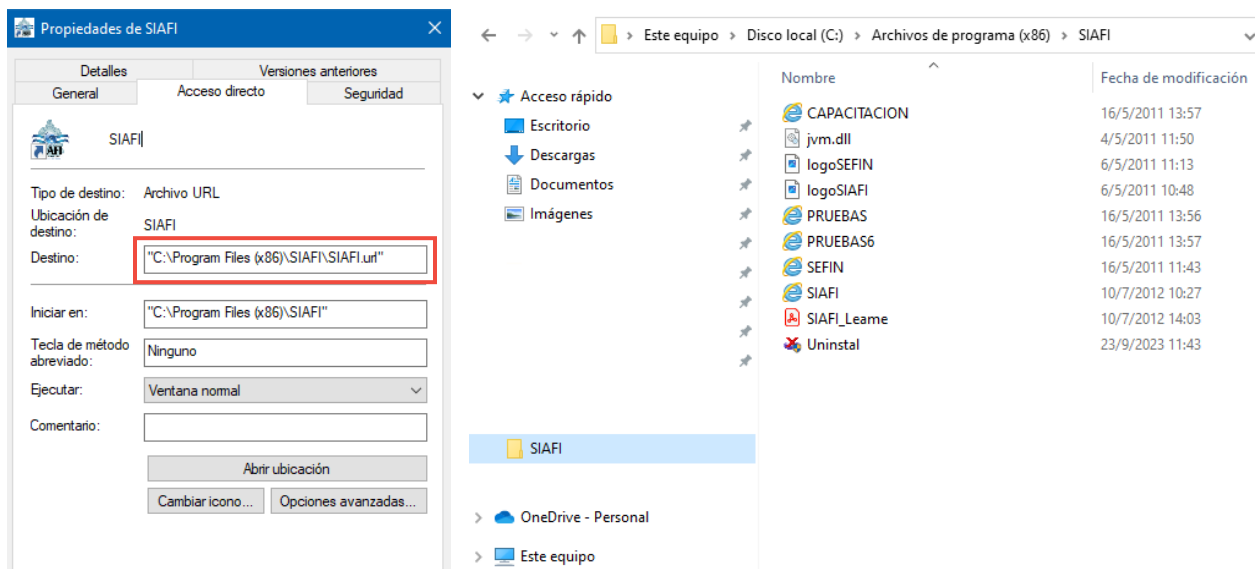 Propiedades de SIAFI
Detalles
Versiones anteriores
General
Acceso directo
Seguridad
AFI
SIAFI
Tipo de destino: Archivo URL
Ubicación de
destino:
SIAFI
Destino: "C:\Program Files (x86)\SIAFI\SIAFI.url"
Iniciar en: "C:\Program Files (x86)\SIAFI"
Tecla de método
abreviado:
Ninguno
Ejecutar: Ventana normal
Comentario:
Abrir ubicación
Cambiar icono...
Opciones avanzadas...
Este equipo
Disco local (C:)
Archivos de programa (x86)
SIAFI
Acceso rápido
Escritorio
Descargas
Documentos
Imágenes
SIAFI
OneDrive - Personal
Este equipo
Nombre Fecha de modificación
CAPACITACION 16/5/2011 13:57
jvm.dll 4/5/2011 11:50
logoSEFIN 6/5/2011 11:13
logoSIAFI 6/5/2011 10:48
PRUEBAS 16/5/2011 13:56
PRUEBAS6 16/5/2011 13:57
SEFIN 16/5/2011 11:43
SIAFI 10/7/2012 10:27
SIAFI_Leame 10/7/2012 14:03
Uninstal 23/9/2023 11:43